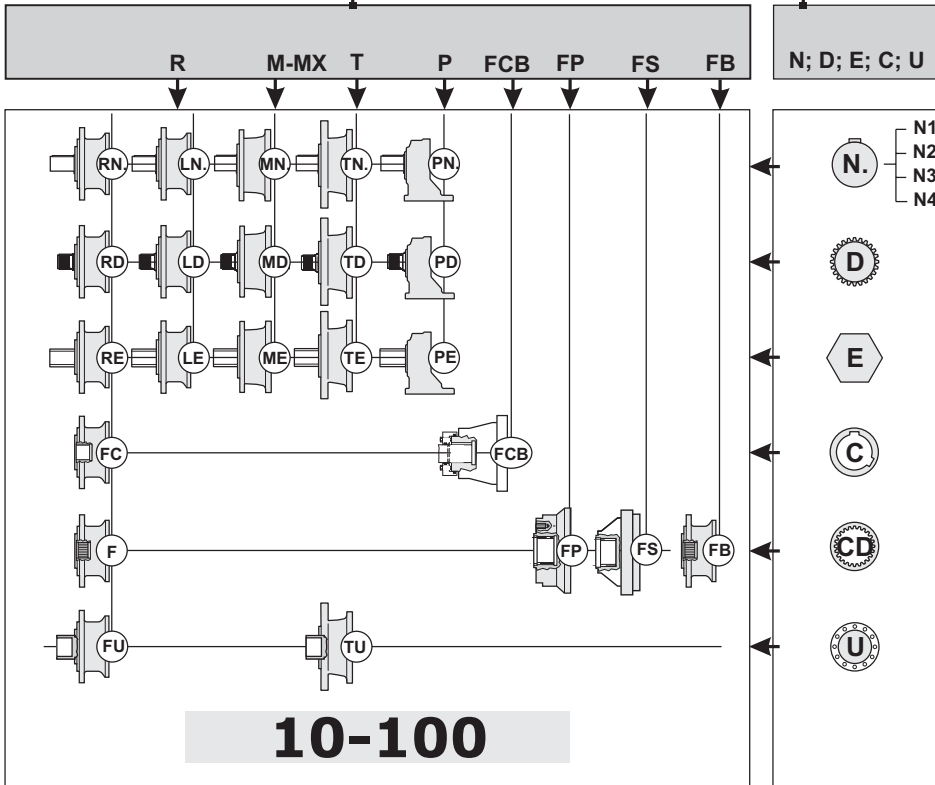 R M-MX T P FCB FP FS FB
N; D; E; C; U
RN. LN. MN. TN. PN.
N.
N1
N2
N3
N4
RD LD MD TD PD
D
RE LE ME TE PE
E
FC FCB
C
F FP FS FB
CD
FU TU
U
10-100